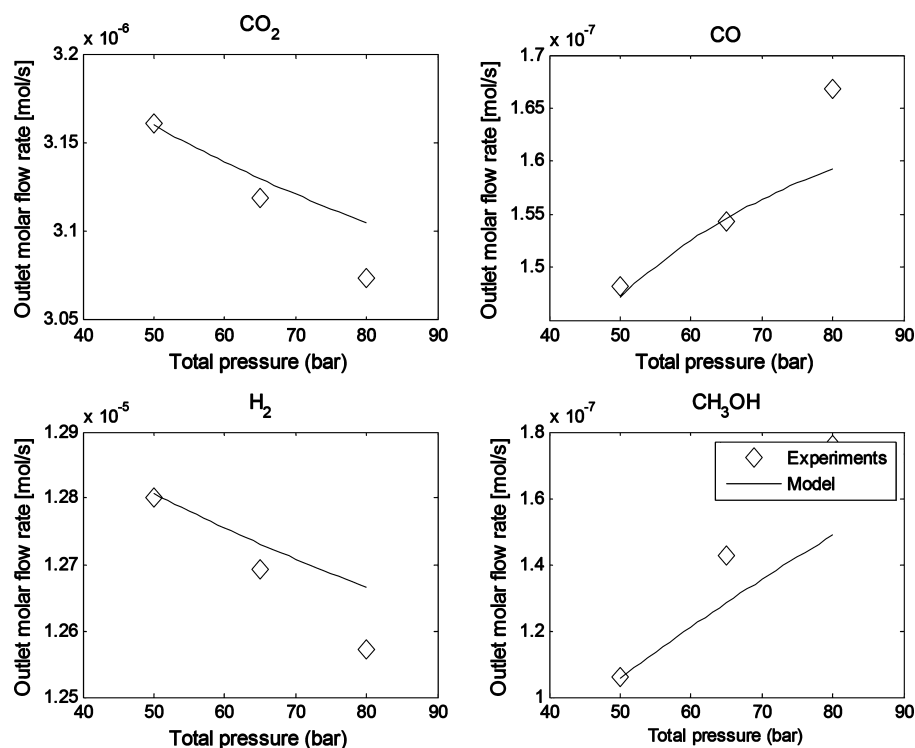 CO2
x 10-6
Outlet molar flow rate [mol/s]
3.2
3.15
3.1
3.05
40 50 60 70 80 90
Total pressure (bar)
CO
x 10-7
Outlet molar flow rate [mol/s]
1.7
1.65
1.6
1.55
1.5
40 50 60 70 80 90
Total pressure (bar)
H2
x 10-5
Outlet molar flow rate [mol/s]
1.29
1.28
1.27
1.26
1.25
40 50 60 70 80 90
Total pressure (bar)
CH3OH
x 10-7
Outlet molar flow rate [mol/s]
1.8
1.6
1.4
1.2
1
40 50 60 70 80 90
Total pressure (bar)
Experiments
Model